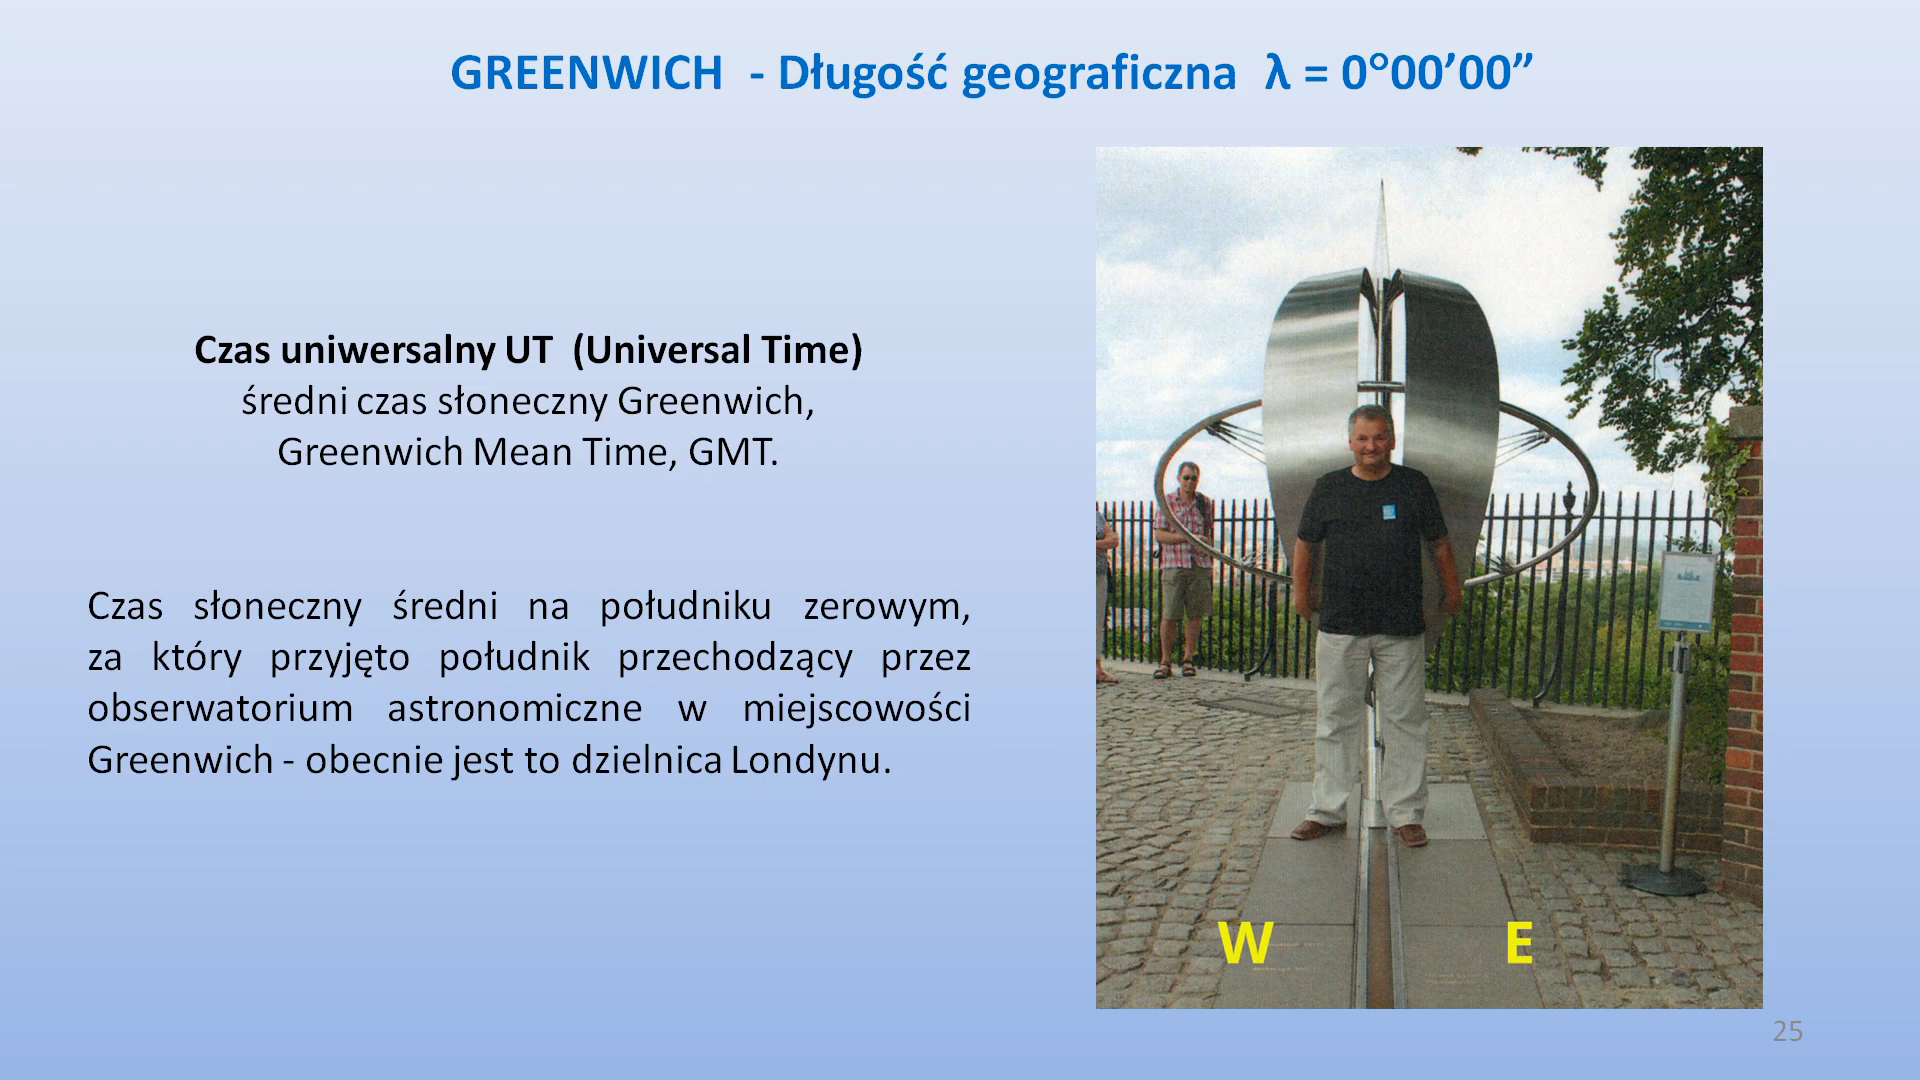 GREENWICH - Długość geograficzna λ = 0°00’00”
Czas uniwersalny UT (Universal Time)
średni czas słoneczny Greenwich,
Greenwich Mean Time, GMT.
Czas słoneczny średni na południku zerowym,
za który przyjęto południk przechodzący przez
obserwatorium astronomiczne w miejscowości
Greenwich - obecnie jest to dzielnica Londynu.
W E
25